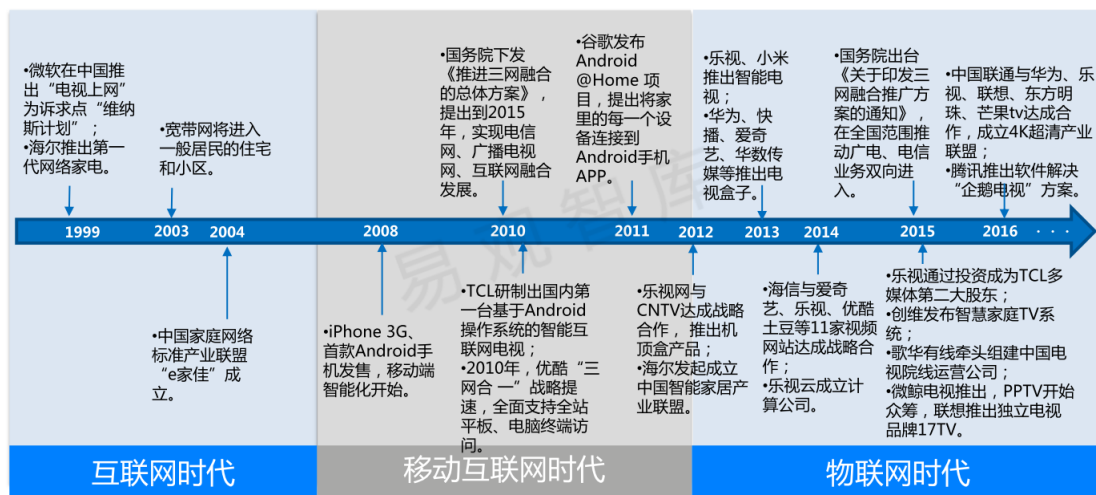 •微软在中国推
出“电视上网”
为诉求点“维纳
斯计划”；
•海尔推出第一
代网络家电。
•宽带网将进入
一般居民的住宅
和小区。
•国务院下发
《推进三网融合
的总体方案》，
提出到2015
年，实现电信
网、广播电视
网、互联网融合
发展。
•谷歌发布
Android
@Home 项
目，提出将家
里的每一个设
备连接到
Android手机
APP。
•乐视、小米
推出智能电
视；
•华为、快
播、爱奇
艺、华数传
媒等推出电
视盒子。
•国务院出台
《关于印发三
网融合推广方
案的通知》，
在全国范围推
动广电、电信
业务双向进
入。
•中国联通与华为、乐
视、联想、东方明
珠、芒果tv达成合
作，成立4K超清产业
联盟；
•腾讯推出软件解决
“企鹅电视”方案。
1999 2003 2004 2008 2010 2011 2012 2013 2014 2015 2016 · · ·
易观智库
•中国家庭网络
标准产业联盟
“e家佳”成
立。
•iPhone 3G、
首款Android手
机发售，移动端
智能化开始。
•TCL研制出国内第
一台基于Android
操作系统的智能互
联网电视；
•2010年，优酷“三
网合 一”战略提
速，全面支持全站
平板、电脑终端访
问。
•乐视网与
CNTV达成战略
合作，推出机
顶盒产品；
•海尔发起成立
中国智能家居产
业联盟。
•海信与爱奇
艺、乐视、优酷
土豆等11家视频
网站达成战略合
作；
•乐视云成立计
算公司。
•乐视通过投资成为TCL多
媒体第二大股东；
•创维发布智慧家庭TV系
统；
•歌华有线牵头组建中国电
视院线运营公司；
•微鲸电视推出，PPTV开始
众筹，联想推出独立电视
品牌17TV。
互联网时代
移动互联网时代
物联网时代